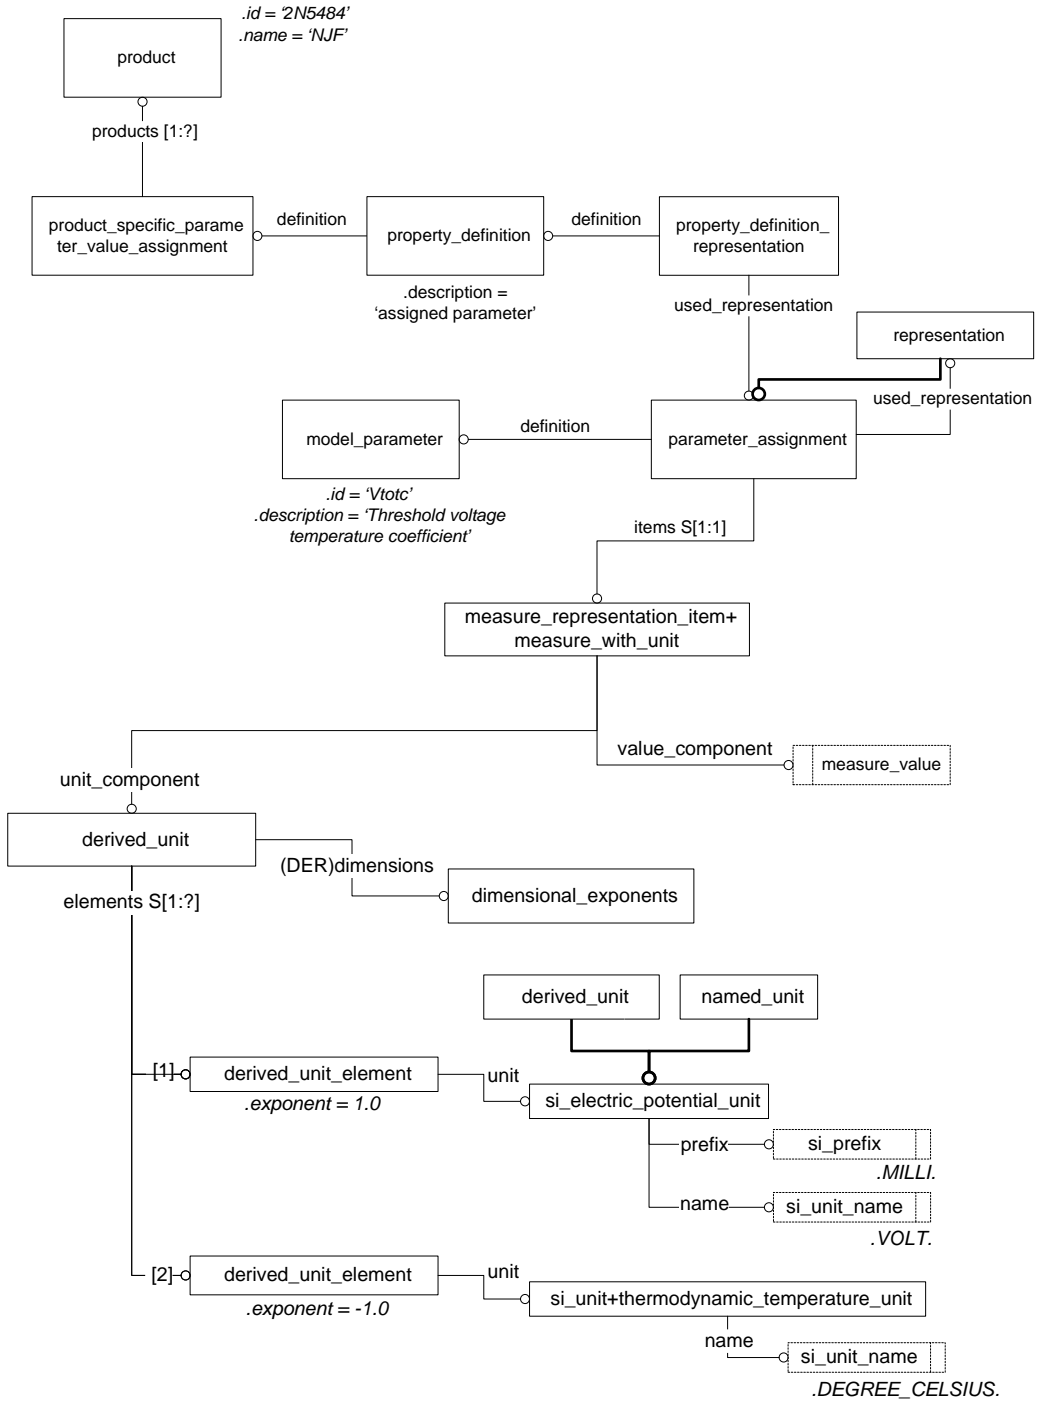 .id = ‘2N5484’
.name = ‘NJF’
product
products [1:?]
product_specific_parame
ter_value_assignment
definition
property_definition
definition
property_definition_
representation
.description =
‘assigned parameter’
used_representation
representation
used_representation
model_parameter
definition
parameter_assignment
.id = ‘Vtotc’
.description = ‘Threshold voltage
temperature coefficient’
items S[1:1]
measure_representation_item+
measure_with_unit
value_component
measure_value
unit_component
derived_unit
(DER)dimensions
elements S[1:?]
dimensional_exponents
derived_unit
named_unit
[1]
derived_unit_element
unit
.exponent = 1.0
si_electric_potential_unit
prefix
si_prefix
.MILLI.
name
si_unit_name
.VOLT.
[2]
derived_unit_element
unit
.exponent = -1.0
si_unit+thermodynamic_temperature_unit
name
si_unit_name
.DEGREE_CELSIUS.